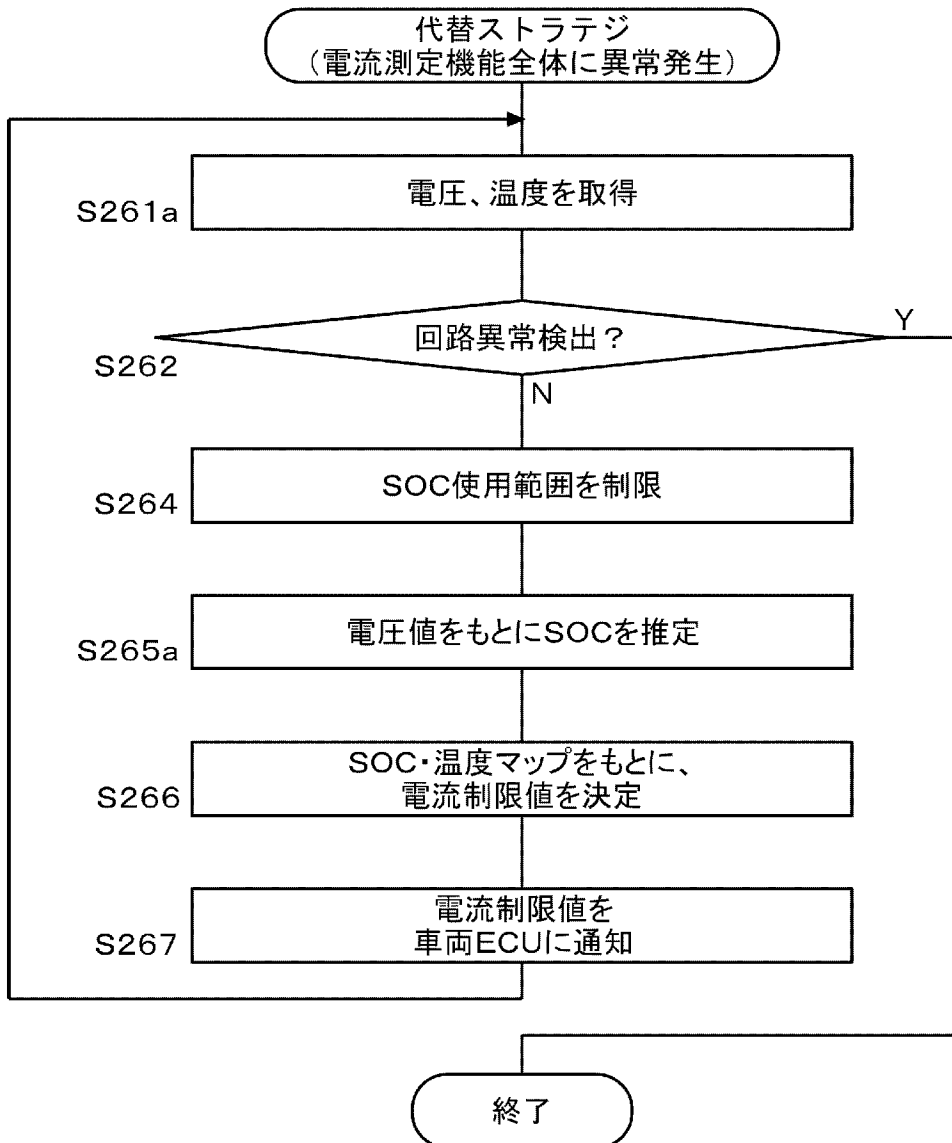 代替ストラテジ
(電流測定機能全体に異常発生)
S261a
電圧、温度を取得
S262
回路異常検出？
Y
N
S264
SOC使用範囲を制限
S265a
電圧値をもとにSOCを推定
S266
SOC・温度マップをもとに、
電流制限値を決定
S267
電流制限値を
車両ECUに通知
終了